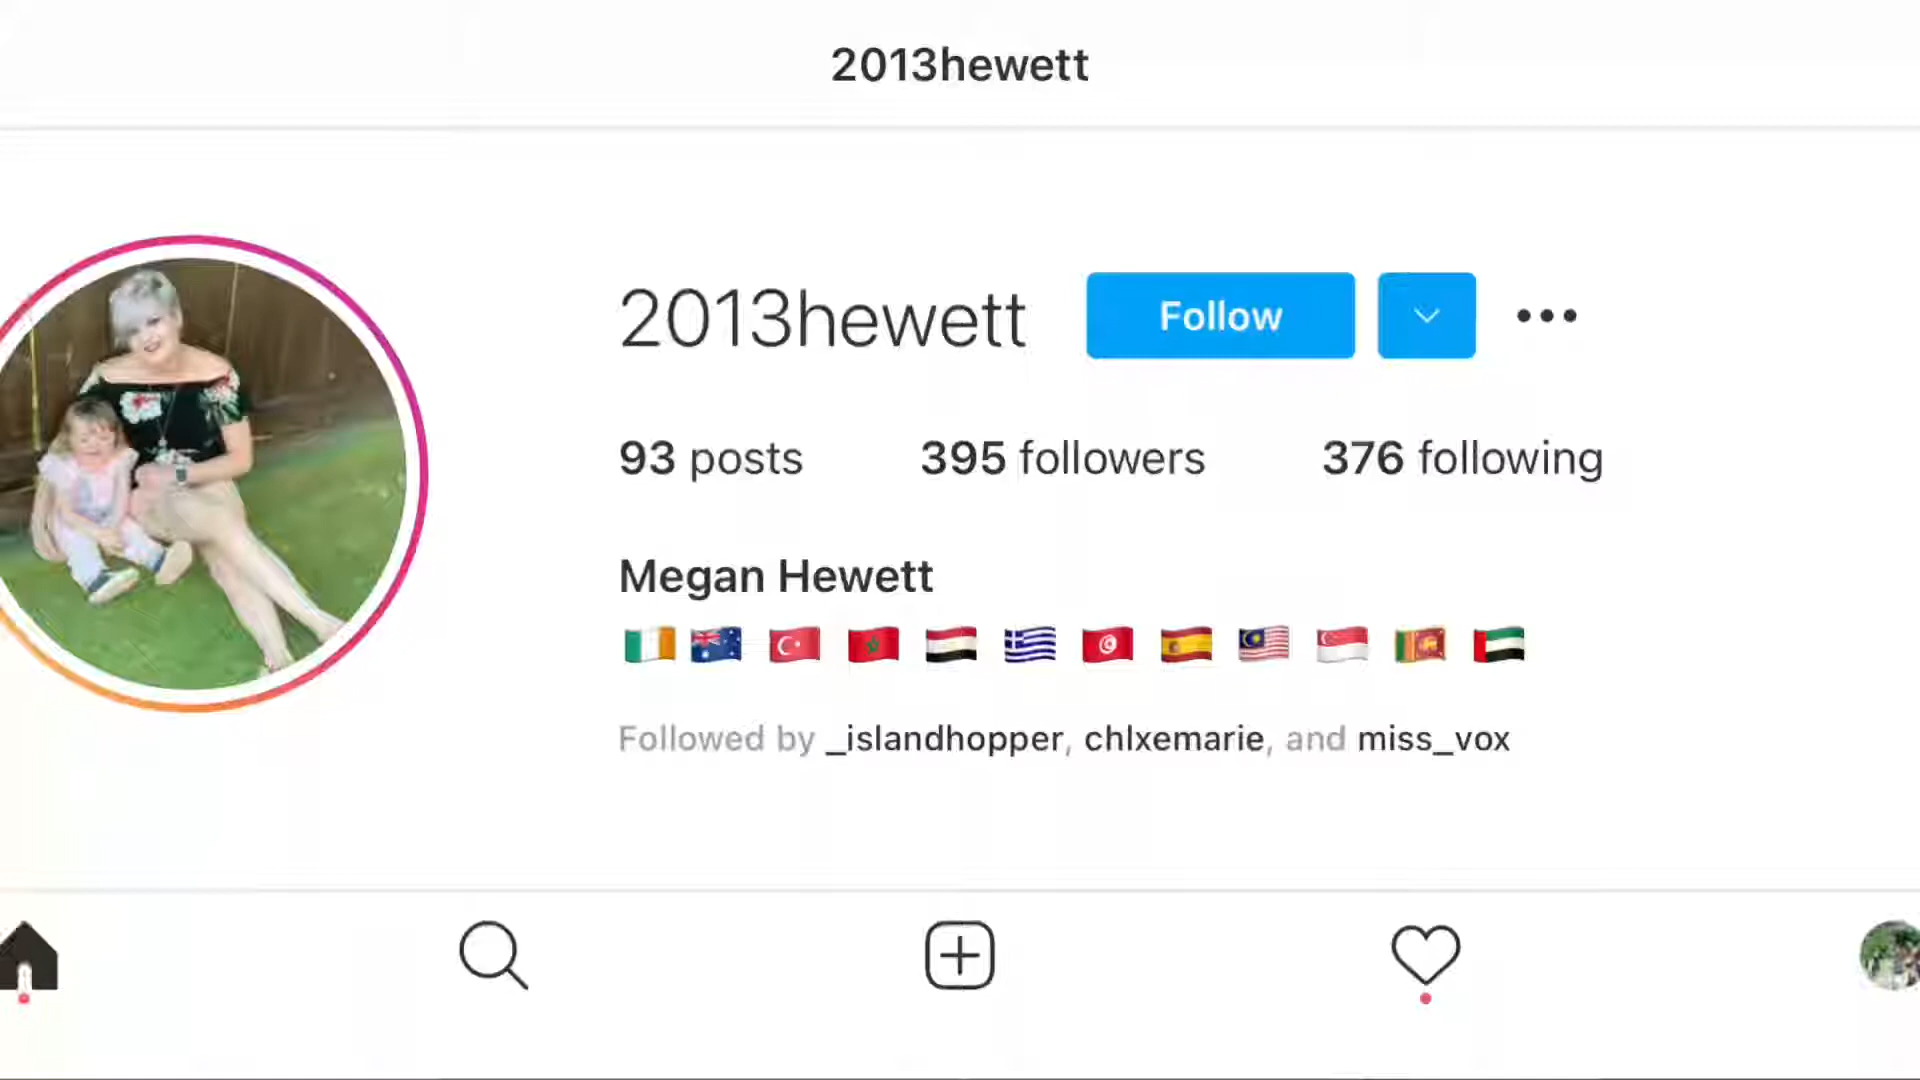 2013hewett
2013hewett Follow
93 posts 395 followers 376 following
Megan Hewett
Followed by _islandhopper, chlxemarie, and miss_vox